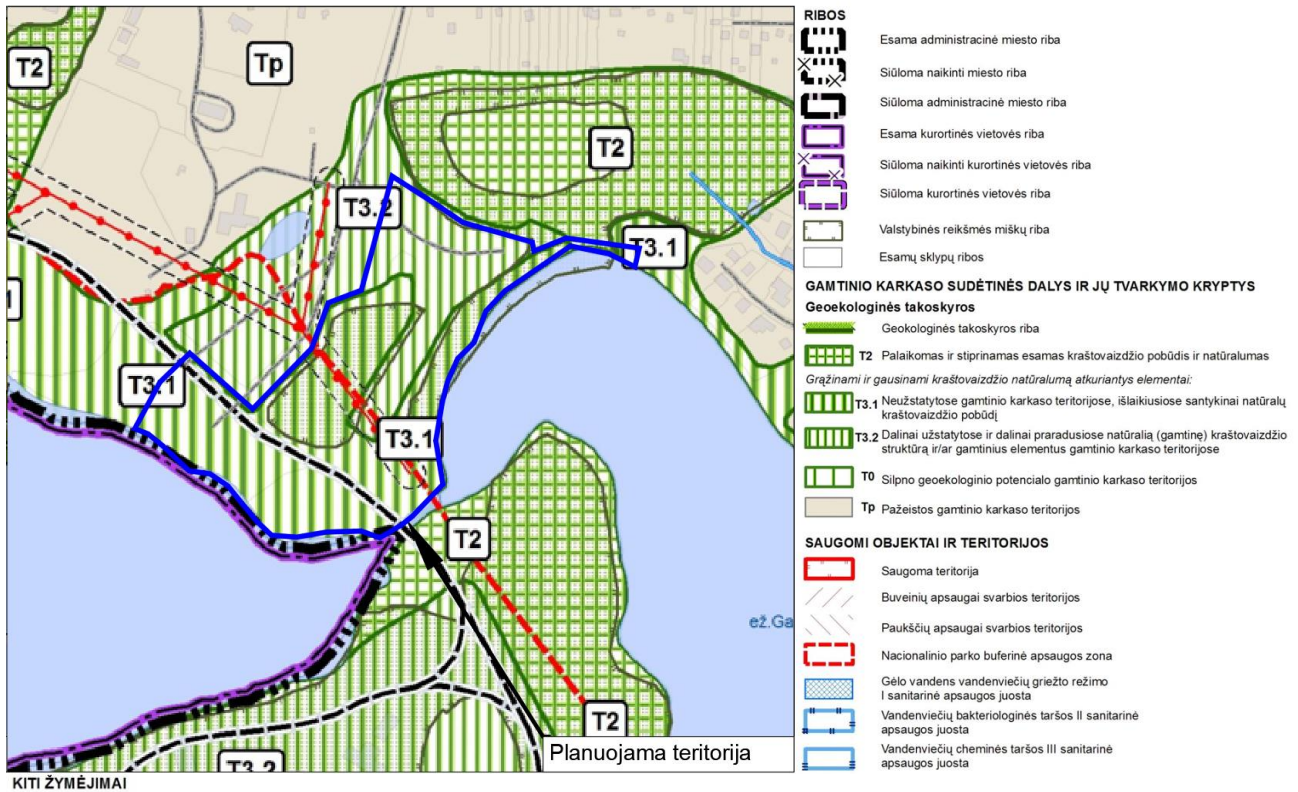 T2
Tp
T2
T3.2
T3.1
1
T3.1
T3.1
T2
ež.Ga
T2
T3.2
Planuojama teritorija
KITI ŽYMĖJIMAI
RIBOS
Esama administracinė miesto riba
Siūloma naikinti miesto riba
Siūloma administracinė miesto riba
Esama kurortinės vietovės riba
Siūloma naikinti kurortinės vietovės riba
Siūloma kurortinės vietovės riba
Valstybinės reikšmės miškų riba
Esamų sklypų ribos
GAMTINIO KARKASO SUDĖTINĖS DALYS IR JŲ TVARKYMO KRYPTYS
Geoekologinės takoskyros
Geokologinės takoskyros riba
T2 Palaikomas ir stiprinamas esamas kraštovaizdžio pobūdis ir natūralumas
Grąžinami ir gausinami kraštovaizdžio natūralumą atkuriantys elementai:
T3.1 Neužstatytose gamtinio karkaso teritorijose, išlaikiusiose santykinai natūralų
kraštovaizdžio pobūdį
T3.2 Dalinai užstatytose ir dalinai praradusiose natūralią (gamtinę) kraštovaizdžio
struktūrą ir/ar gamtinius elementus gamtinio karkaso teritorijose
T0 Silpno geoekologinio potencialo gamtinio karkaso teritorijos
Tp Pažeistos gamtinio karkaso teritorijos
SAUGOMI OBJEKTAI IR TERITORIJOS
Saugoma teritorija
Buveinių apsaugai svarbios teritorijos
Paukščių apsaugai svarbios teritorijos
Nacionalinio parko buferinė apsaugos zona
Gėlo vandens vandenviečių griežto režimo
I sanitarinė apsaugos juosta
Vandenviečių bakteriologinės taršos II sanitarinė
apsaugos juosta
Vandenviečių cheminės taršos III sanitarinė
apsaugos juosta